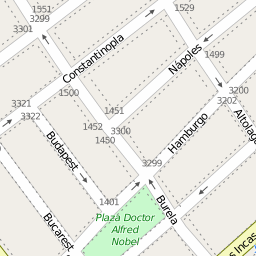 1551
3299
3301
1529
Constantinopla
Nápoles
1499
1500
3200
3202
3321
3322
1451
1452
3300
1450
Altolag
Hamburgo
Budapest
3299
1401
Burela
Plaza Doctor
Alfred
Nobel
Bucarest
s Incas